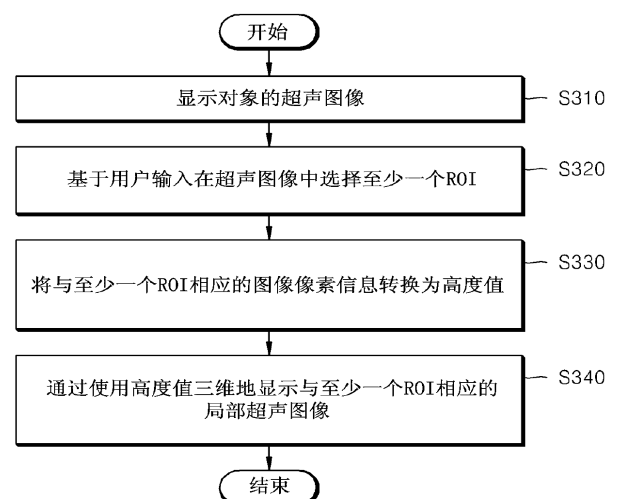 开始
显示对象的超声图像
S310
基于用户输入在超声图像中选择至少一个ROI
S320
将与至少一个ROI相应的图像像素信息转换为高度值
S330
通过使用高度值三维地显示与至少一个ROI相应的
局部超声图像
S340
结束